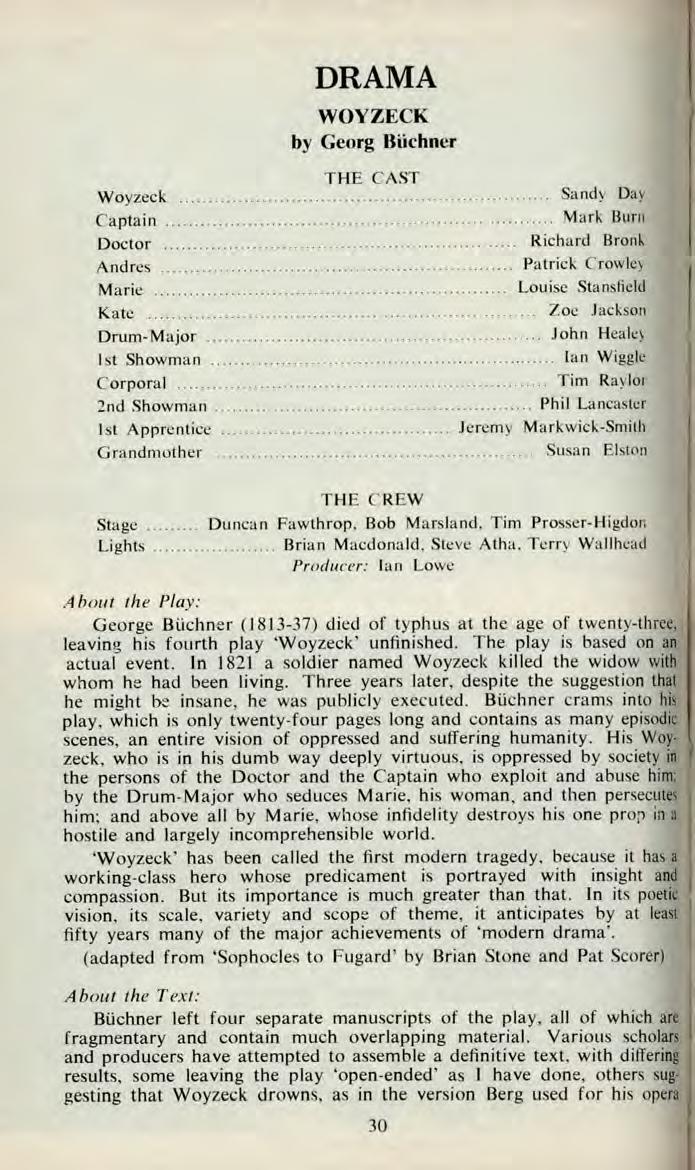 DRAMA
WOYZECK
by Georg Büchner
THE CAST
Woyzeck ........ Sandy Day
Captain ........ Mark Burn
Doctor ........ Richard Bronk
Andres ........ Patrick Crowley
Marie ........ Louise Stansfield
Kate ........ Zoe Jackson
Drum-Major ........ John Healey
1st Showman ........ Ian Wiggle
Corporal ........ Tim Raylor
2nd Showman ........ Phil Lancaster
1st Apprentice ........ Jeremy Markwick-Smith
Grandmother ........ Susan Elston
THE CREW
Stage ......... Duncan Fawthrop, Bob Marsland, Tim Prosser-Higdon
Lights ........ Brian Macdonald, Steve Atha, Terry Wallhead
Producer: Ian Lowe
About the Play:
George Büchner (1813-37) died of typhus at the age of twenty-three,
leaving his fourth play 'Woyzeck' unfinished. The play is based on an
actual event. In 1821 a soldier named Woyzeck killed the widow with
whom he had been living. Three years later, despite the suggestion that
he might be insane, he was publicly executed. Büchner crams into his
play, which is only twenty-four pages long and contains as many episodic
scenes, an entire vision of oppressed and suffering humanity. His Woy-
zeck, who is in his dumb way deeply virtuous, is oppressed by society in
the persons of the Doctor and the Captain who exploit and abuse him;
by the Drum-Major who seduces Marie, his woman, and then persecutes
him; and above all by Marie, whose infidelity destroys his one prop in a
hostile and largely incomprehensible world.
'Woyzeck' has been called the first modern tragedy, because it has a
working-class hero whose predicament is portrayed with insight and
compassion. But its importance is much greater than that. In its poetic
vision, its scale, variety and scope of theme, it anticipates by at least
fifty years many of the major achievements of 'modern drama'.
(adapted from 'Sophocles to Fugard' by Brian Stone and Pat Scorer)
About the Text:
Büchner left four separate manuscripts of the play, all of which are
fragmentary and contain much overlapping material. Various scholars
and producers have attempted to assemble a definitive text, with differing
results, some leaving the play 'open-ended' as I have done, others sug-
gesting that Woyzeck drowns, as in the version Berg used for his opera
30